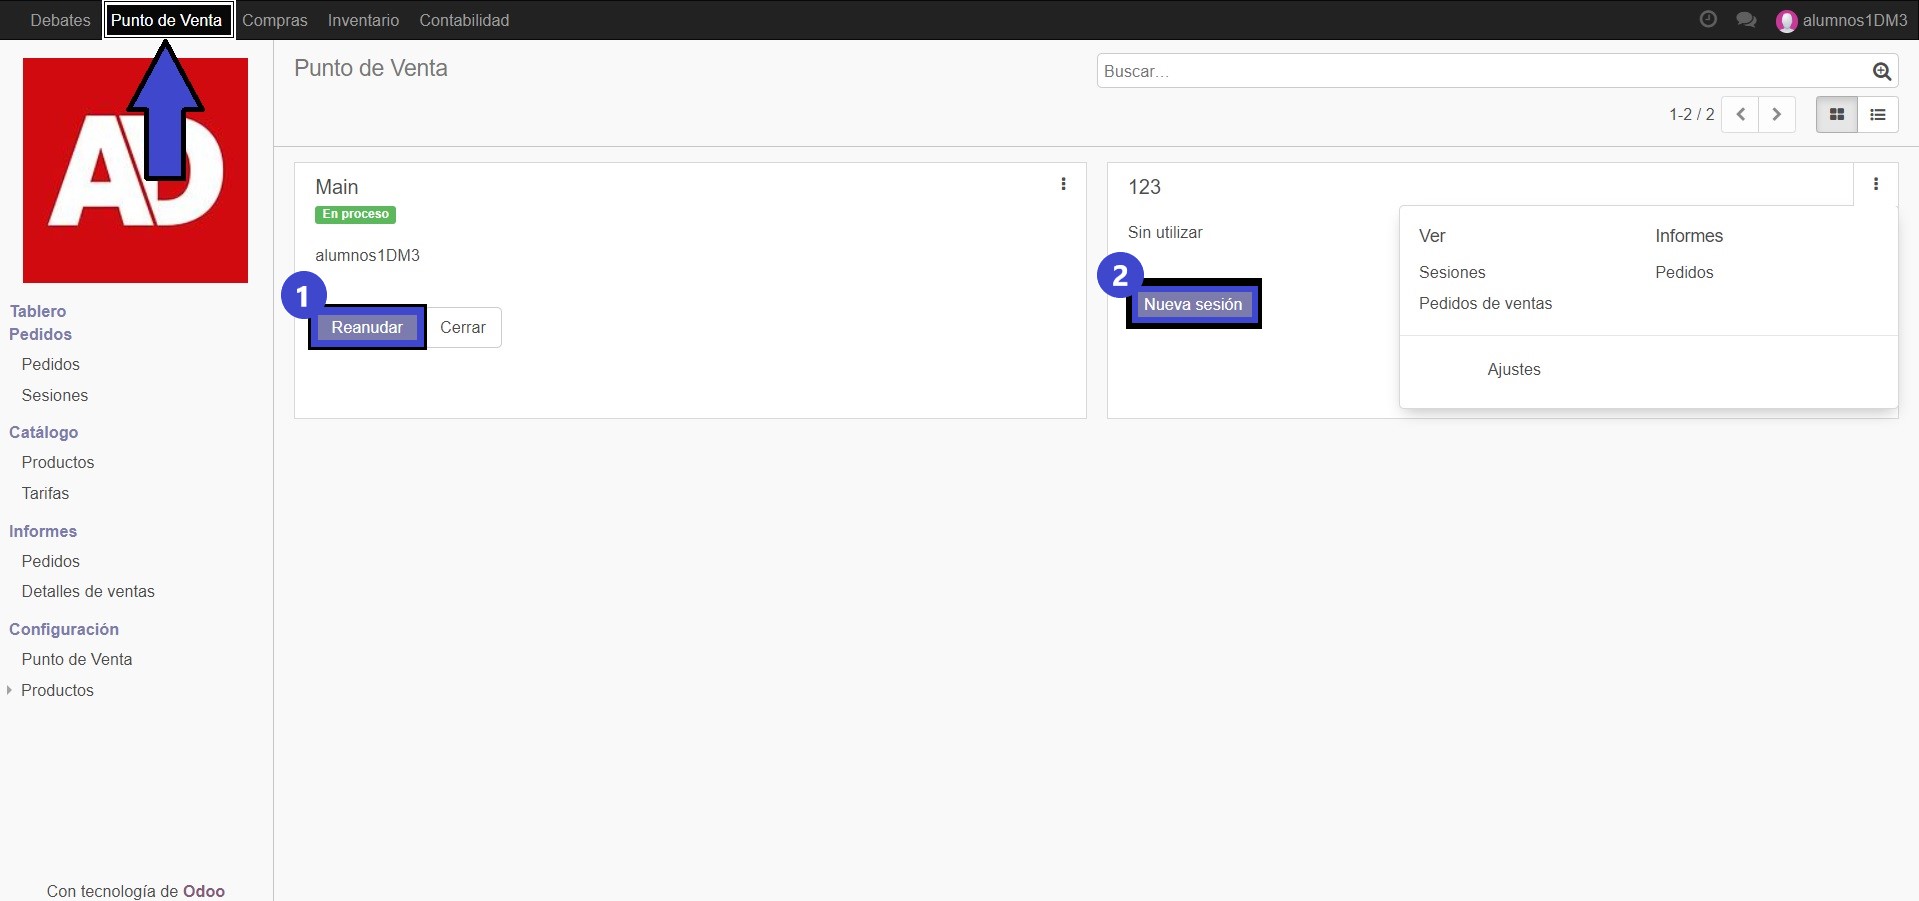 Debates Punto de Venta Compras Inventario Contabilidad alumnos1DM3
AD
Punto de Venta
Buscar...
1-2 / 2
Main
En proceso
alumnos1DM3
1
Reanudar Cerrar
123
Sin utilizar
2
Nueva sesión
Ver Informes
Sesiones Pedidos
Pedidos de ventas
Ajustes
Tablero
Pedidos
Pedidos
Sesiones
Catálogo
Productos
Tarifas
Informes
Pedidos
Detalles de ventas
Configuración
Punto de Venta
Productos
Con tecnología de Odoo